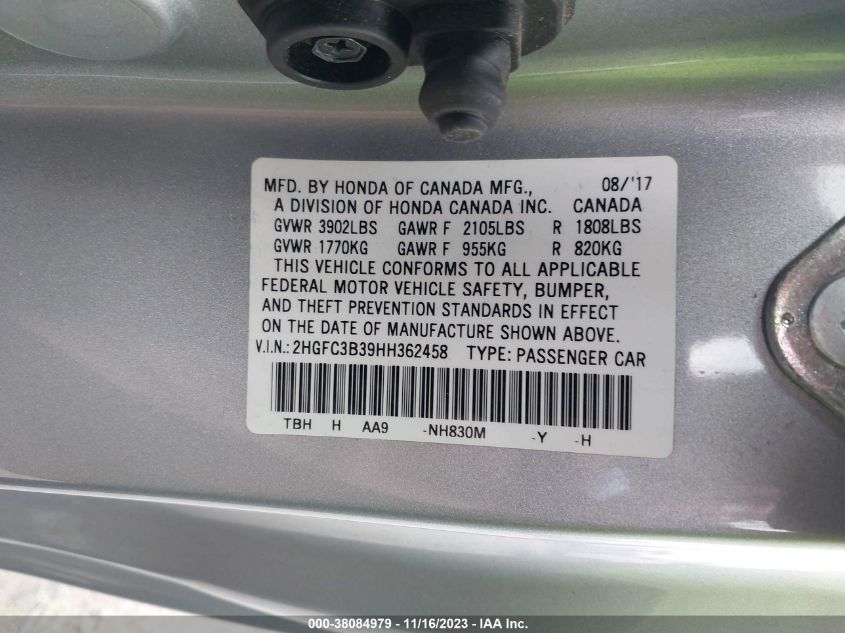 MFD. BY HONDA OF CANADA MFG., 08/'17
A DIVISION OF HONDA CANADA INC. CANADA
GVWR 3902LBS GAWR F 2105LBS R 1808LBS
GVWR 1770KG GAWR F 955KG R 820KG
THIS VEHICLE CONFORMS TO ALL APPLICABLE
FEDERAL MOTOR VEHICLE SAFETY, BUMPER,
AND THEFT PREVENTION STANDARDS IN EFFECT
ON THE DATE OF MANUFACTURE SHOWN ABOVE.
V.I.N.: 2HGFC3B39HH362458 TYPE: PASSENGER CAR
TBH H AA9 -NH830M -Y -H
000-38084979 - 11/16/2023 - IAA Inc.